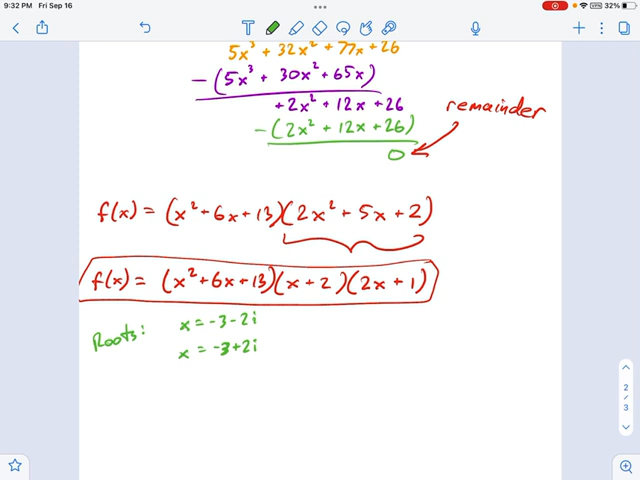 9:32 PM Fri Sep 16
32%
5x³ + 32x² + 77x + 26
-(5x³ + 30x² + 65x)
+2x² + 12x + 26
remainder
-(2x² + 12x + 26)
0
f(x) = (x² + 6x + 13)(2x² + 5x + 2)
f(x) = (x² + 6x + 13)(x + 2)(2x + 1)
Roots: x = -3 - 2i
x = -3 + 2i
2
/
3